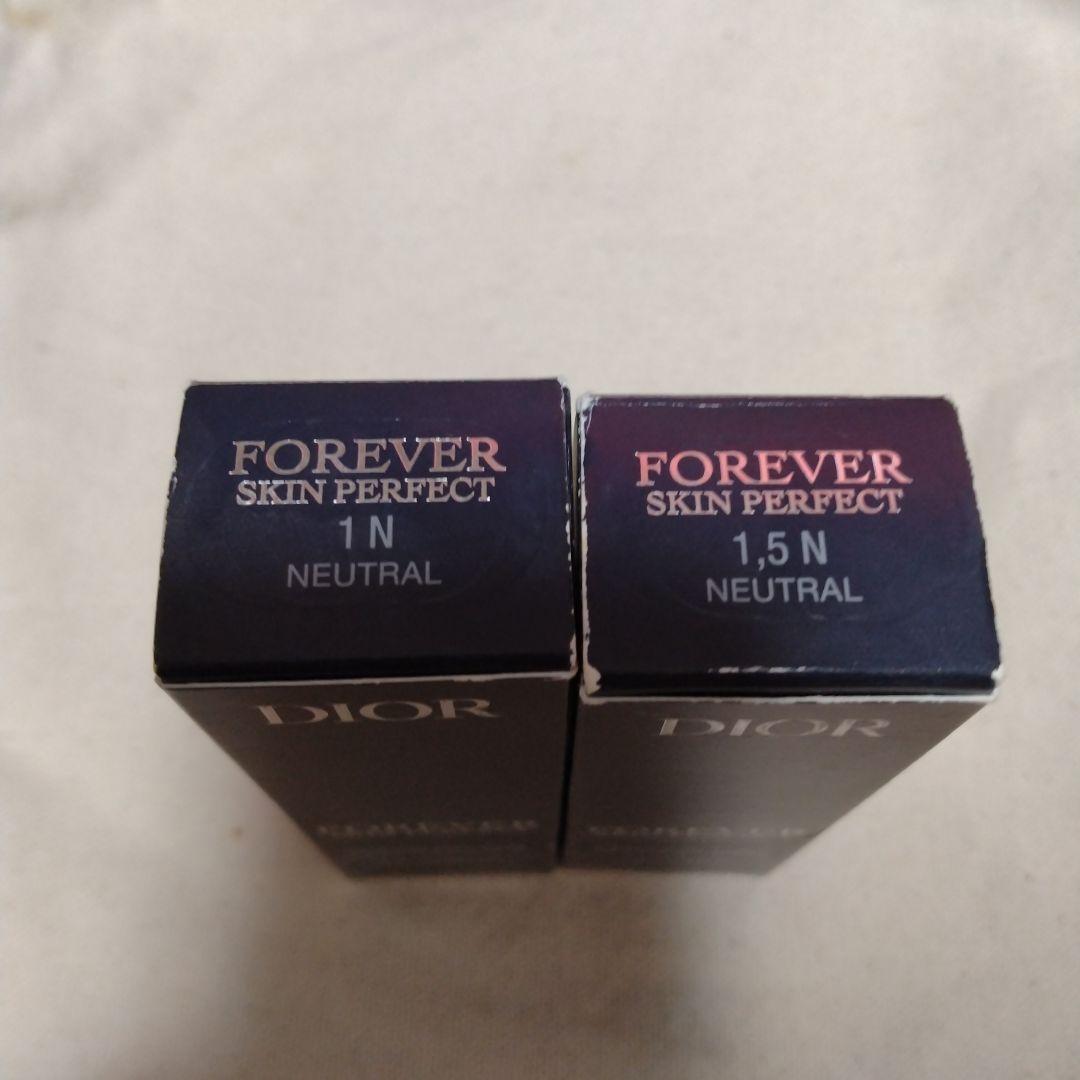 FOREVER
SKIN PERFECT
1 N
NEUTRAL
DIOR
FOREVER
SKIN PERFECT
1,5 N
NEUTRAL
DIOR